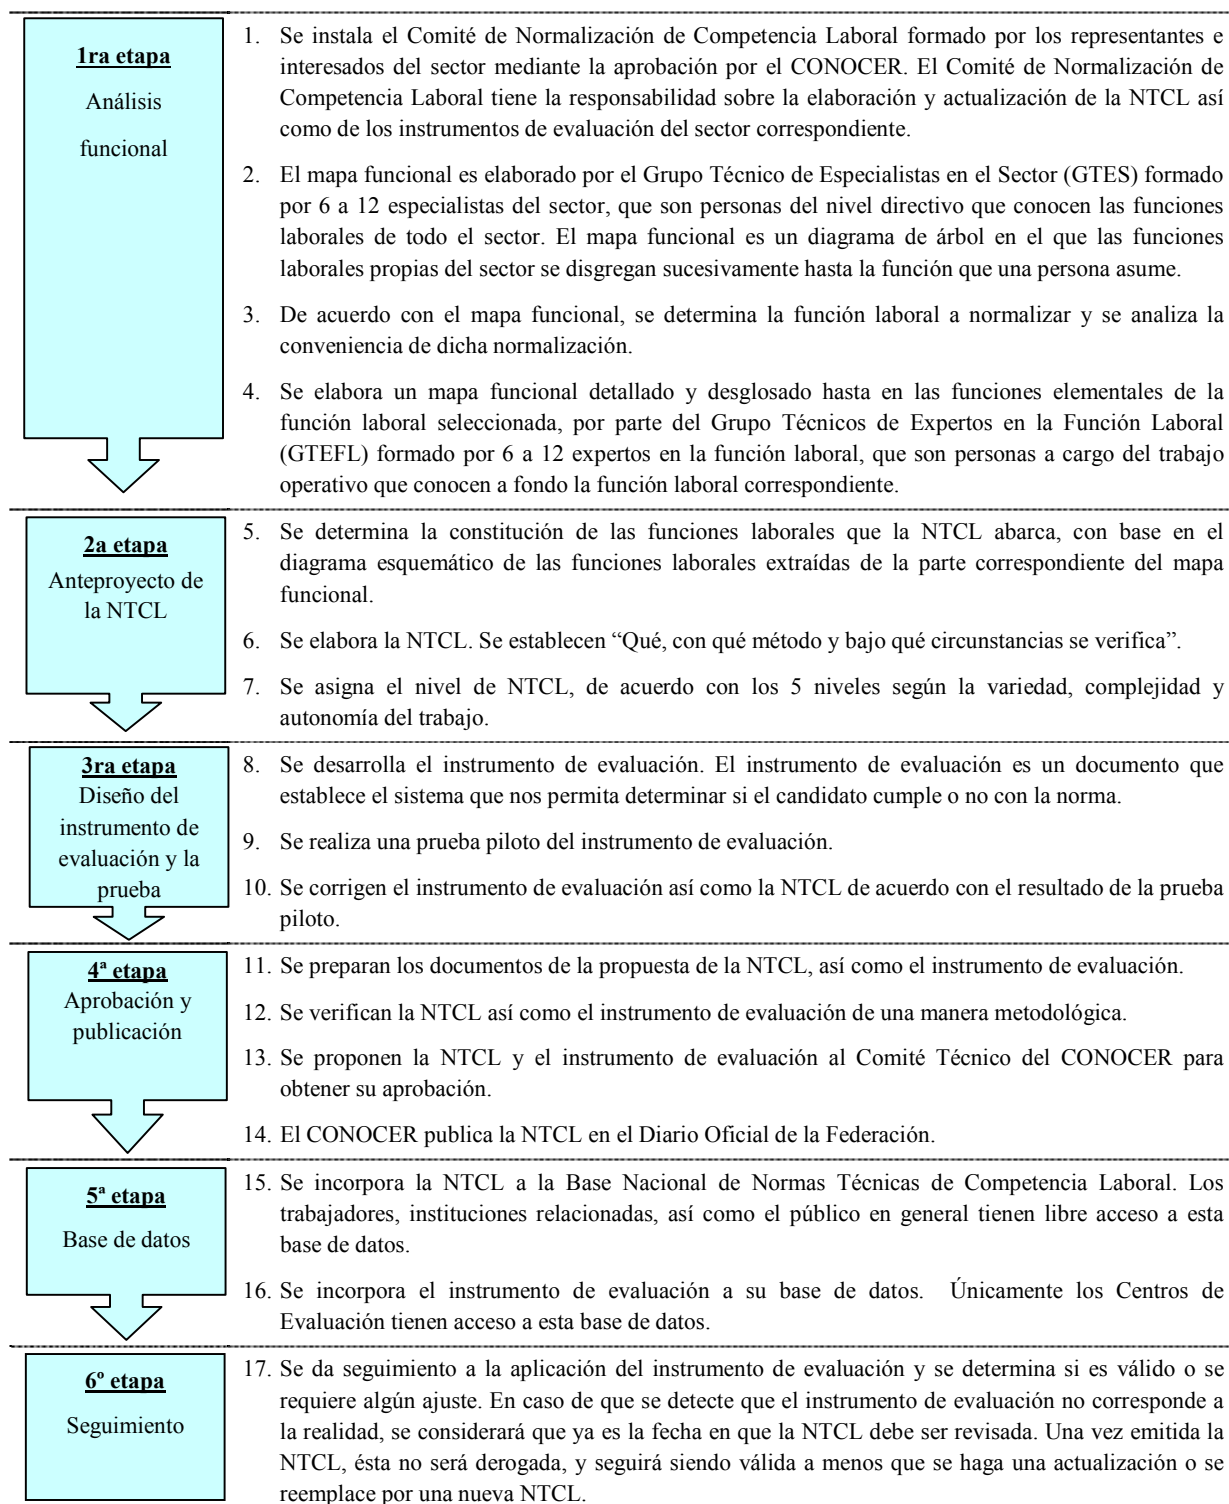 1ra etapa
Análisis
funcional
1. Se instala el Comité de Normalización de Competencia Laboral formado por los representantes e
interesados del sector mediante la aprobación por el CONOCER. El Comité de Normalización de
Competencia Laboral tiene la responsabilidad sobre la elaboración y actualización de la NTCL así
como de los instrumentos de evaluación del sector correspondiente.
2. El mapa funcional es elaborado por el Grupo Técnico de Especialistas en el Sector (GTES) formado
por 6 a 12 especialistas del sector, que son personas del nivel directivo que conocen las funciones
laborales de todo el sector. El mapa funcional es un diagrama de árbol en el que las funciones
laborales propias del sector se disgregan sucesivamente hasta la función que una persona asume.
3. De acuerdo con el mapa funcional, se determina la función laboral a normalizar y se analiza la
conveniencia de dicha normalización.
4. Se elabora un mapa funcional detallado y desglosado hasta en las funciones elementales de la
función laboral seleccionada, por parte del Grupo Técnicos de Expertos en la Función Laboral
(GTEFL) formado por 6 a 12 expertos en la función laboral, que son personas a cargo del trabajo
operativo que conocen a fondo la función laboral correspondiente.
2a etapa
Anteproyecto de
la NTCL
5. Se determina la constitución de las funciones laborales que la NTCL abarca, con base en el
diagrama esquemático de las funciones laborales extraídas de la parte correspondiente del mapa
funcional.
6. Se elabora la NTCL. Se establecen “Qué, con qué método y bajo qué circunstancias se verifica”.
7. Se asigna el nivel de NTCL, de acuerdo con los 5 niveles según la variedad, complejidad y
autonomía del trabajo.
3ra etapa
Diseño del
instrumento de
evaluación y la
prueba
8. Se desarrolla el instrumento de evaluación. El instrumento de evaluación es un documento que
establece el sistema que nos permita determinar si el candidato cumple o no con la norma.
9. Se realiza una prueba piloto del instrumento de evaluación.
10. Se corrigen el instrumento de evaluación así como la NTCL de acuerdo con el resultado de la prueba
piloto.
4ª etapa
Aprobación y
publicación
11. Se preparan los documentos de la propuesta de la NTCL, así como el instrumento de evaluación.
12. Se verifican la NTCL así como el instrumento de evaluación de una manera metodológica.
13. Se proponen la NTCL y el instrumento de evaluación al Comité Técnico del CONOCER para
obtener su aprobación.
14. El CONOCER publica la NTCL en el Diario Oficial de la Federación.
5ª etapa
Base de datos
15. Se incorpora la NTCL a la Base Nacional de Normas Técnicas de Competencia Laboral. Los
trabajadores, instituciones relacionadas, así como el público en general tienen libre acceso a esta
base de datos.
16. Se incorpora el instrumento de evaluación a su base de datos. Únicamente los Centros de
Evaluación tienen acceso a esta base de datos.
6º etapa
Seguimiento
17. Se da seguimiento a la aplicación del instrumento de evaluación y se determina si es válido o se
requiere algún ajuste. En caso de que se detecte que el instrumento de evaluación no corresponde a
la realidad, se considerará que ya es la fecha en que la NTCL debe ser revisada. Una vez emitida la
NTCL, ésta no será derogada, y seguirá siendo válida a menos que se haga una actualización o se
reemplace por una nueva NTCL.